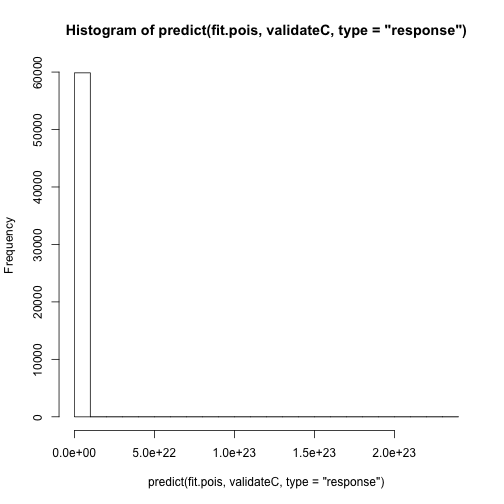 Histogram of predict(fit.pois, validateC, type = "response")
Frequency
60000
50000
40000
30000
20000
10000
0
0.0e+00 5.0e+22 1.0e+23 1.5e+23 2.0e+23
predict(fit.pois, validateC, type = "response")